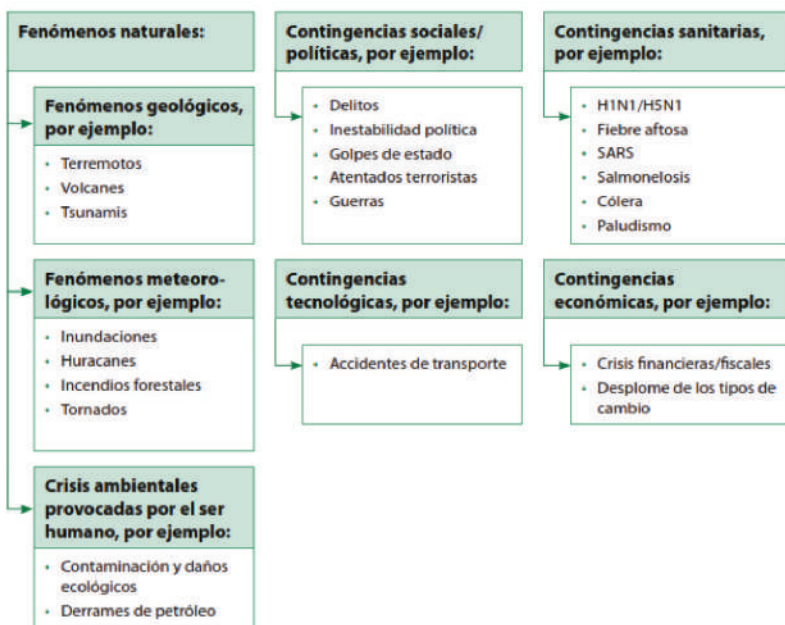 Fenómenos naturales:
Fenómenos geológicos,
por ejemplo:
• Terremotos
• Volcanes
• Tsunamis
Fenómenos meteoro-
lógicos, por ejemplo:
• Inundaciones
• Huracanes
• Incendios forestales
• Tornados
Crisis ambientales
provocadas por el ser
humano, por ejemplo:
• Contaminación y daños
ecológicos
• Derrames de petróleo
Contingencias sociales/
políticas, por ejemplo:
• Delitos
• Inestabilidad política
• Golpes de estado
• Atentados terroristas
• Guerras
Contingencias
tecnológicas, por ejemplo:
• Accidentes de transporte
Contingencias sanitarias,
por ejemplo:
• H1N1/H5N1
• Fiebre aftosa
• SARS
• Salmonelosis
• Cólera
• Paludismo
Contingencias
económicas, por ejemplo:
• Crisis financieras/fiscales
• Desplome de los tipos de
cambio